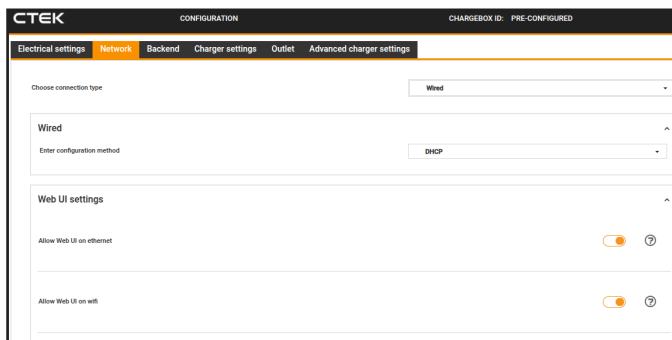 CTEK CONFIGURATION CHARGEBOX ID: PRE-CONFIGURED
Electrical settings Network Backend Charger settings Outlet Advanced charger settings
Choose connection type Wired
Wired
Enter configuration method DHCP
Web UI settings
Allow Web UI on ethernet ?
Allow Web UI on wifi ?